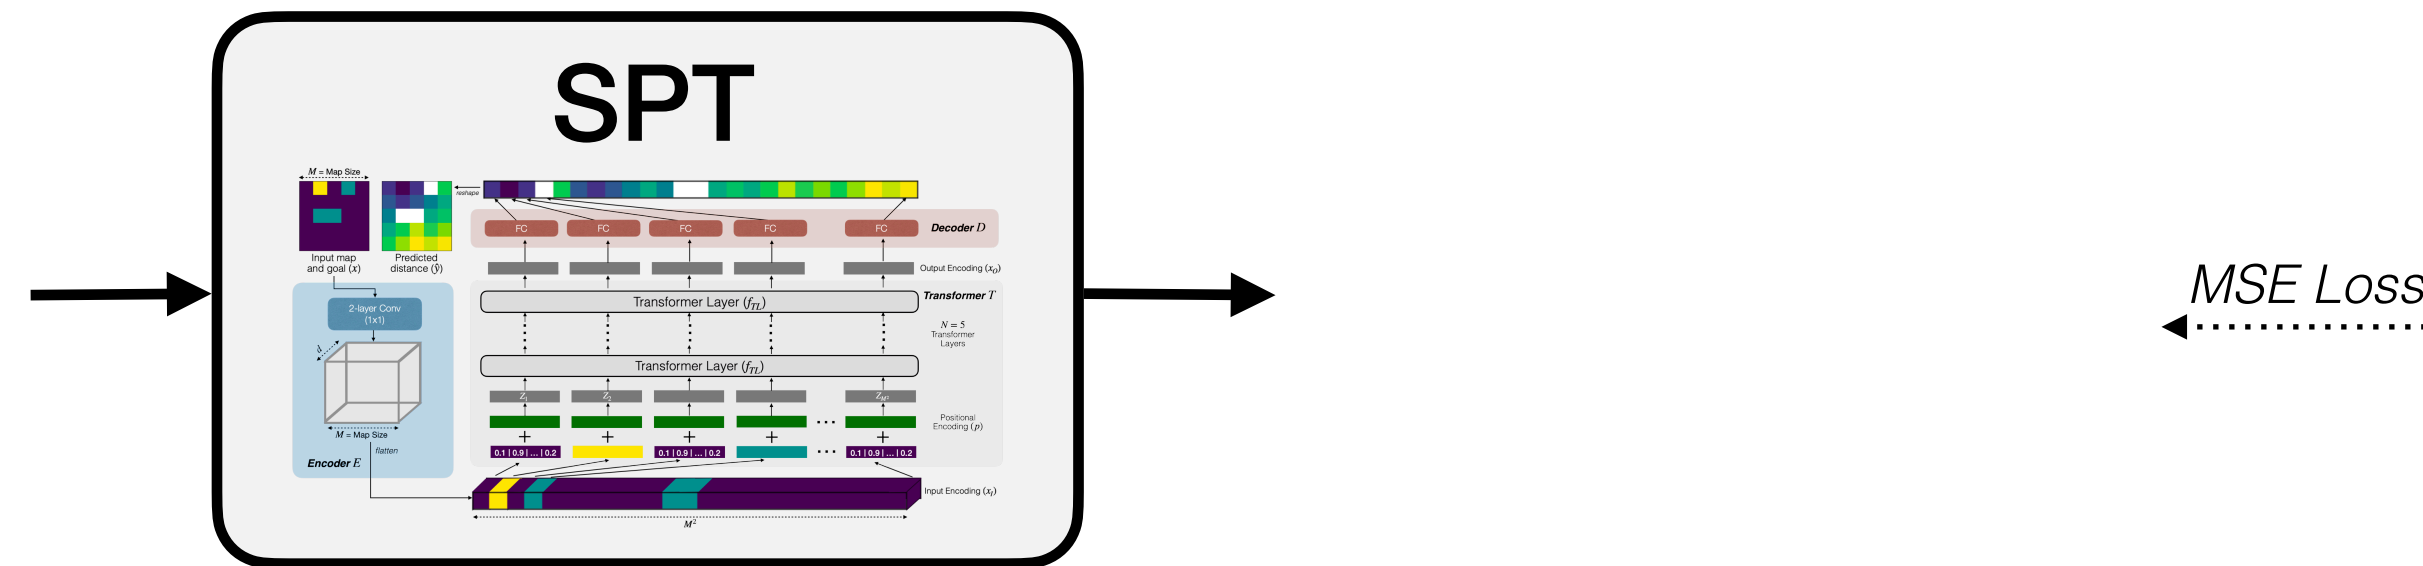 SPT
M = Map Size
reshape
FC FC FC FC FC
Decoder D
Input map
and goal (x)
Predicted
distance (ŷ)
Output Encoding (x_O)
Transformer Layer (f_TL)
Transformer T
2-layer Conv
(1x1)
N = 5
Transformer
Layers
d
Transformer Layer (f_TL)
Z_1 Z_2 Z_M²
Positional
Encoding (p)
...
M = Map Size
+ + + + +
flatten
0.1 | 0.9 | ... | 0.2 0.1 | 0.9 | ... | 0.2 ... 0.1 | 0.9 | ... | 0.2
Encoder E
Input Encoding (x_I)
M²
MSE Loss